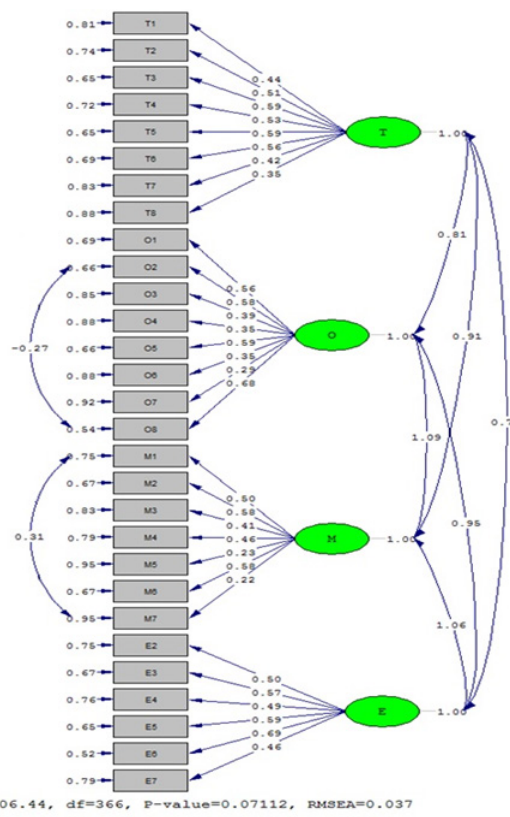 0.81 T1
0.74 T2
0.65 T3
0.72 T4
0.65 T5
0.69 T6
0.83 T7
0.88 T8
0.44
0.51
0.59
0.53
0.59
0.56
0.42
0.35
T 1.00
0.69 O1
0.66 O2
0.85 O3
0.88 O4
0.66 O5
0.88 O6
0.92 O7
0.54 O8
-0.27
0.56
0.58
0.39
0.35
0.59
0.35
0.29
0.68
O 1.00
0.75 M1
0.67 M2
0.83 M3
0.79 M4
0.95 M5
0.67 M6
0.95 M7
0.31
0.50
0.58
0.41
0.46
0.23
0.58
0.22
M 1.00
0.75 E2
0.67 E3
0.76 E4
0.65 E5
0.52 E6
0.79 E7
0.50
0.57
0.49
0.59
0.69
0.46
E 1.00
0.81
0.91
1.09
0.95
1.06
06.44, df=366, P-value=0.07112, RMSEA=0.037